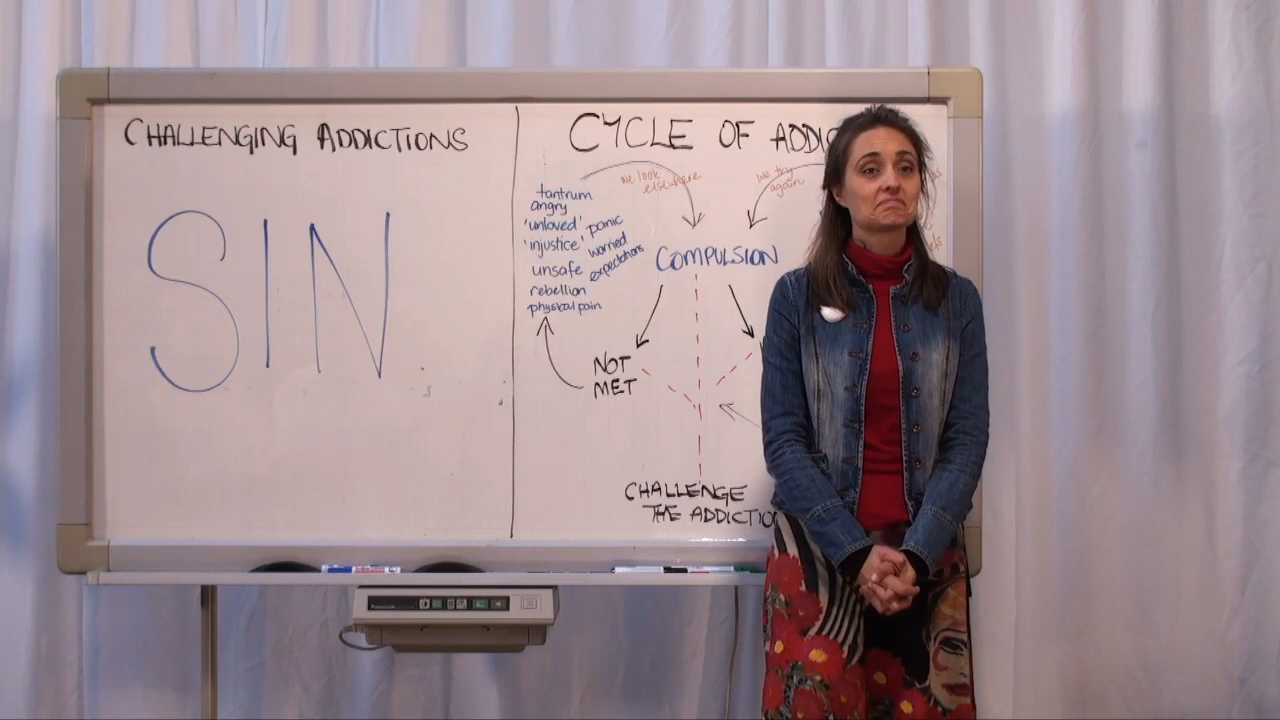 CHALLENGING ADDICTIONS
SIN
CYCLE OF ADDIC
we look
elsewhere
we try
again
tantrum
angry
'unloved' panic
'injustice' worried
unsafe expectations
rebellion
physical pain
COMPULSION
NOT
MET
CHALLENGE
THE ADDICTIO
Panasonic